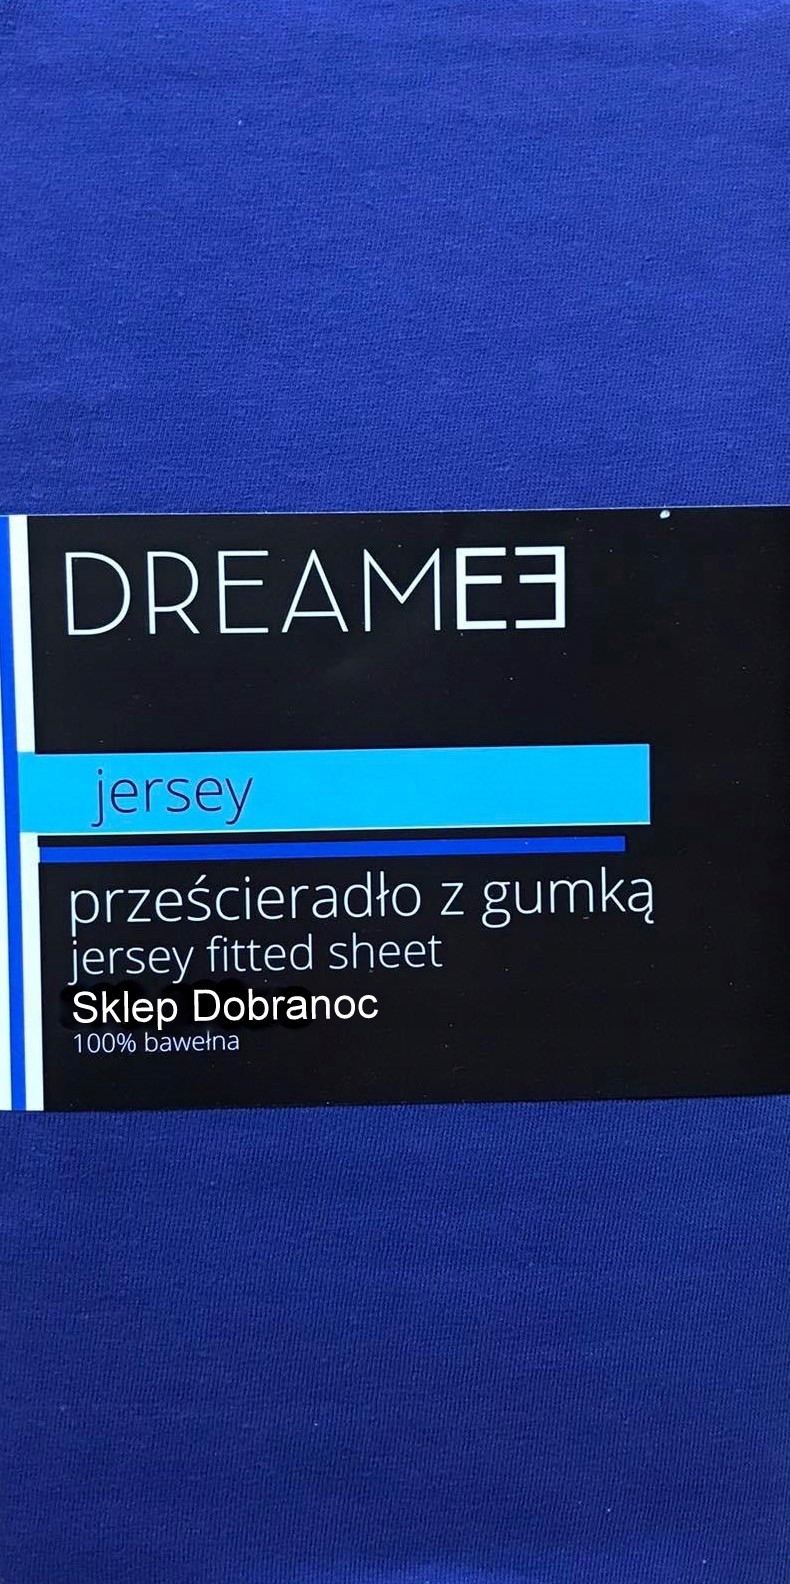 DREAMEE
jersey
prześcieradło z gumką
jersey fitted sheet
Sklep Dobranoc
100% bawełna